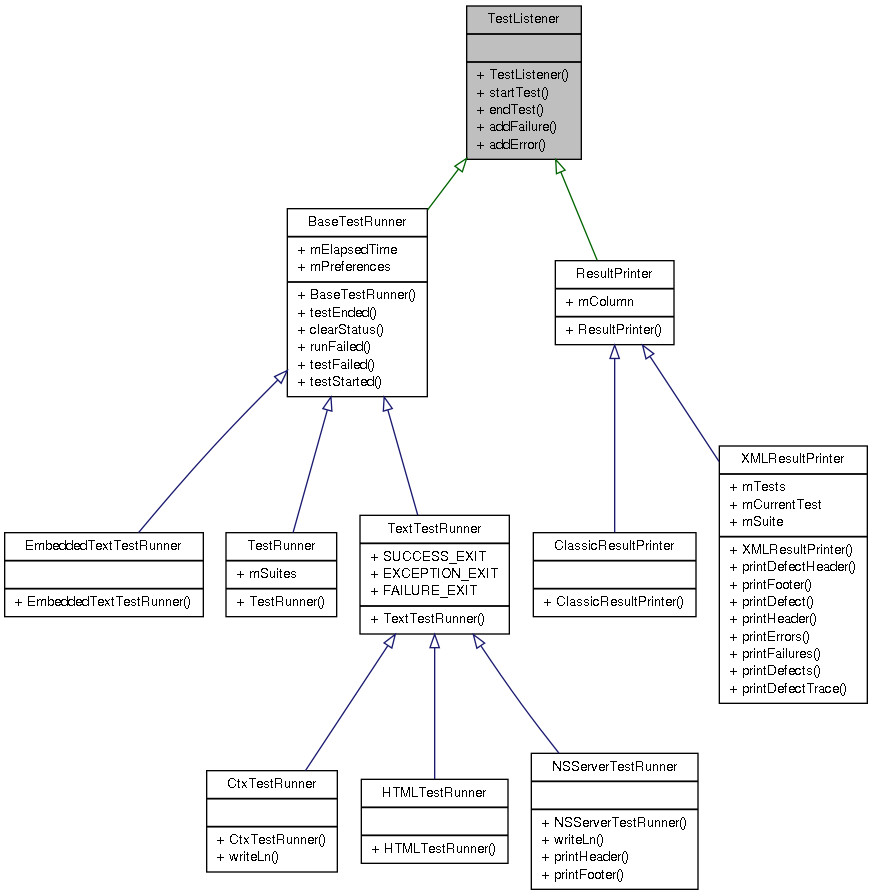 TestListener
+ TestListener()
+ startTest()
+ endTest()
+ addFailure()
+ addError()
BaseTestRunner
+ mElapsedTime
+ mPreferences
+ BaseTestRunner()
+ testEnded()
+ clearStatus()
+ runFailed()
+ testFailed()
+ testStarted()
ResultPrinter
+ mColumn
+ ResultPrinter()
EmbeddedTextTestRunner
+ EmbeddedTextTestRunner()
TestRunner
+ mSuites
+ TestRunner()
TextTestRunner
+ SUCCESS_EXIT
+ EXCEPTION_EXIT
+ FAILURE_EXIT
+ TextTestRunner()
ClassicResultPrinter
+ ClassicResultPrinter()
XMLResultPrinter
+ mTests
+ mCurrentTest
+ mSuite
+ XMLResultPrinter()
+ printDefectHeader()
+ printFooter()
+ printDefect()
+ printHeader()
+ printErrors()
+ printFailures()
+ printDefects()
+ printDefectTrace()
CtxTestRunner
+ CtxTestRunner()
+ writeLn()
HTMLTestRunner
+ HTMLTestRunner()
NSServerTestRunner
+ NSServerTestRunner()
+ writeLn()
+ printHeader()
+ printFooter()